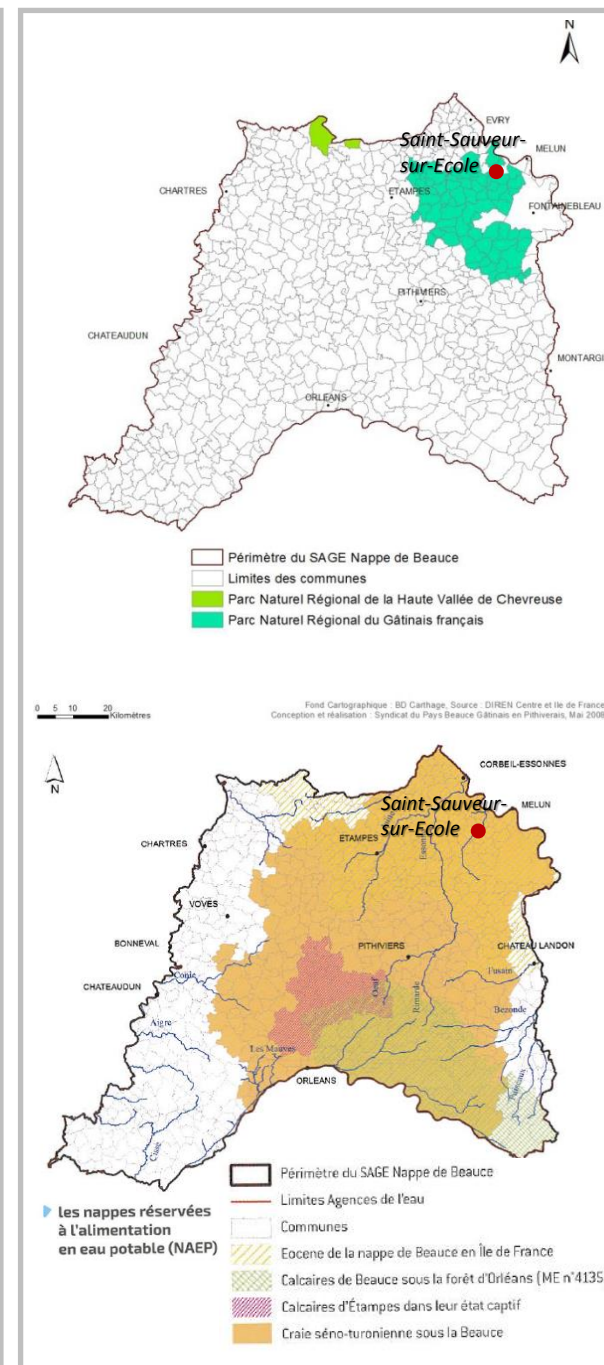 N
EVRY
Saint-Sauveur-
sur-Ecole
MELUN
CHARTRES
ETAMPES
FONTAINEBLEAU
PITHIVIERS
CHATEAUDUN
MONTARGI
ORLEANS
Périmètre du SAGE Nappe de Beauce
Limites des communes
Parc Naturel Régional de la Haute Vallée de Chevreuse
Parc Naturel Régional du Gâtinais français
0 5 10 20
Kilomètres
Fond Cartographique : BD Carthage, Source : DIREN Centre et Ile de France
Conception et réalisation : Syndicat du Pays Beauce Gâtinais en Pithiverais, Mai 2008
N
CORBEIL-ESSONNES
Saint-Sauveur-
sur-Ecole
MELUN
ETAMPES
CHARTRES
VOVES
BONNEVAL
PITHIVIERS
CHATEAU LANDON
CHATEAUDUN
Conie
Oeuf
Rimarde
Fusain
Bezonde
Aigre
Les Mauves
ORLEANS
Cisse
Périmètre du SAGE Nappe de Beauce
Limites Agences de l'eau
les nappes réservées
à l'alimentation
en eau potable (NAEP)
Communes
Eocene de la nappe de Beauce en Île de France
Calcaires de Beauce sous la forêt d'Orléans (ME n°4135
Calcaires d'Étampes dans leur état captif
Craie séno-turonienne sous la Beauce